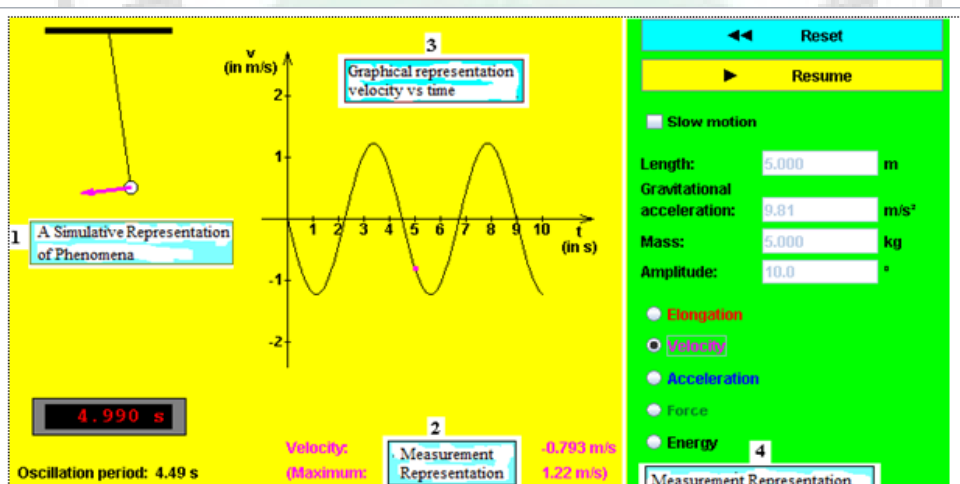 v
(in m/s)
2
1
-1
-2
1 2 3 4 5 6 7 8 9 10
t
(in s)
3
Graphical representation
velocity vs time
1
A Simulative Representation
of Phenomena
4.990 s
Oscillation period: 4.49 s
2
Measurement
Representation
Velocity: -0.793 m/s
(Maximum: 1.22 m/s)
Reset
Resume
Slow motion
Length: 5.000 m
Gravitational
acceleration: 9.81 m/s²
Mass: 5.000 kg
Amplitude: 10.0 °
Elongation
Velocity
Acceleration
Force
Energy
4
Measurement Representation